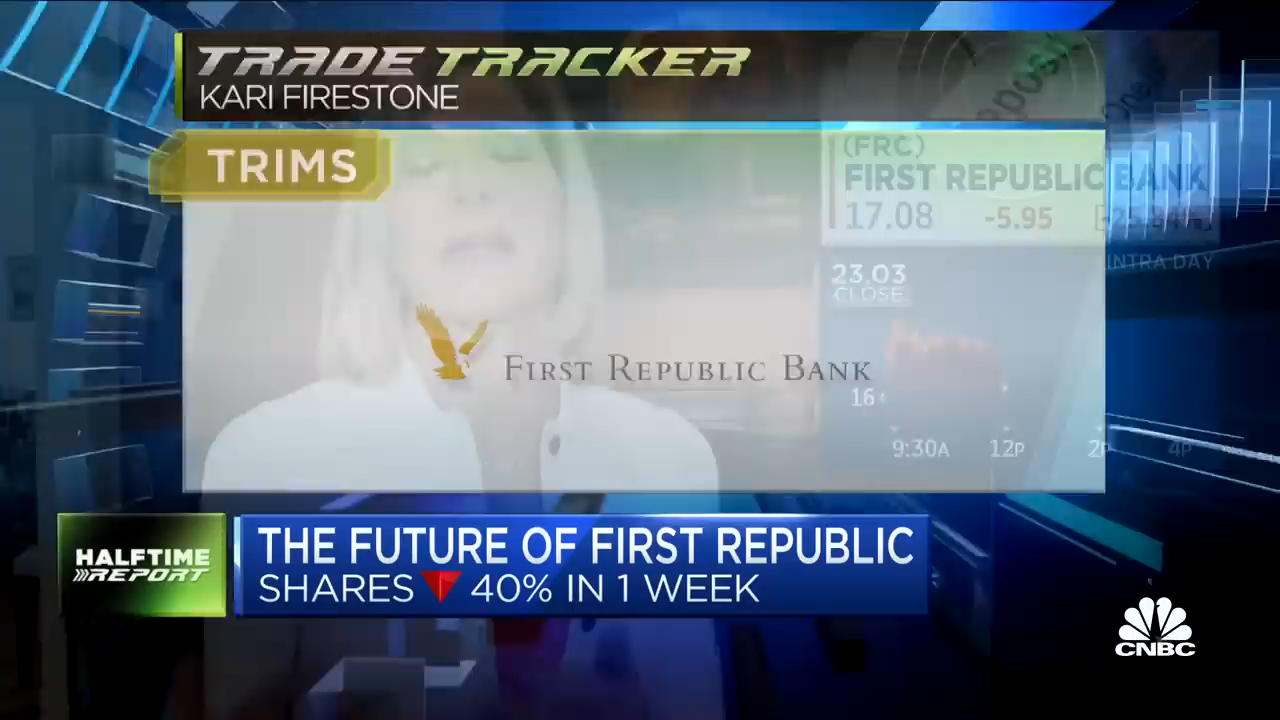 TRADE TRACKER
KARI FIRESTONE
TRIMS
(FRC)
FIRST REPUBLIC BANK
17.08 -5.95
INTRA DAY
23.03
CLOSE
FIRST REPUBLIC BANK
16
9:30A 12P 2P 4P
HALFTIME
REPORT
THE FUTURE OF FIRST REPUBLIC
SHARES 40% IN 1 WEEK
CNBC